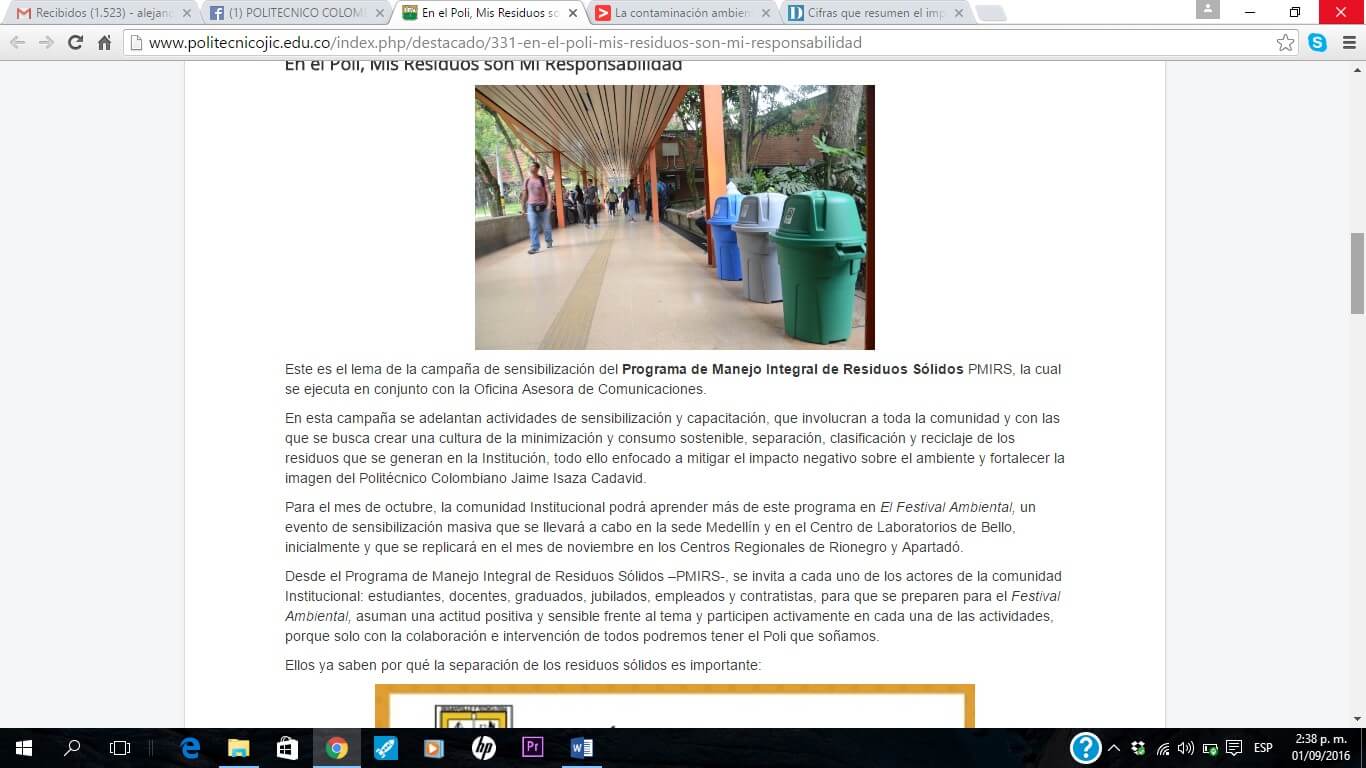 Recibidos (1.523) - alejand
(1) POLITECNICO COLOM
En el Poli, Mis Residuos so
La contaminación ambien
Cifras que resumen el imp
www.politecnicojic.edu.co/index.php/destacado/331-en-el-poli-mis-residuos-son-mi-responsabilidad
En el Poli, Mis Residuos son Mi Responsabilidad
Este es el lema de la campaña de sensibilización del Programa de Manejo Integral de Residuos Sólidos PMIRS, la cual
se ejecuta en conjunto con la Oficina Asesora de Comunicaciones.
En esta campaña se adelantan actividades de sensibilización y capacitación, que involucran a toda la comunidad y con las
que se busca crear una cultura de la minimización y consumo sostenible, separación, clasificación y reciclaje de los
residuos que se generan en la Institución, todo ello enfocado a mitigar el impacto negativo sobre el ambiente y fortalecer la
imagen del Politécnico Colombiano Jaime Isaza Cadavid.
Para el mes de octubre, la comunidad Institucional podrá aprender más de este programa en El Festival Ambiental, un
evento de sensibilización masiva que se llevará a cabo en la sede Medellín y en el Centro de Laboratorios de Bello,
inicialmente y que se replicará en el mes de noviembre en los Centros Regionales de Rionegro y Apartadó.
Desde el Programa de Manejo Integral de Residuos Sólidos –PMIRS-, se invita a cada uno de los actores de la comunidad
Institucional: estudiantes, docentes, graduados, jubilados, empleados y contratistas, para que se preparen para el Festival
Ambiental, asuman una actitud positiva y sensible frente al tema y participen activamente en cada una de las actividades,
porque solo con la colaboración e intervención de todos podremos tener el Poli que soñamos.
Ellos ya saben por qué la separación de los residuos sólidos es importante:
hp
Pr
ESP
2:38 p. m.
01/09/2016